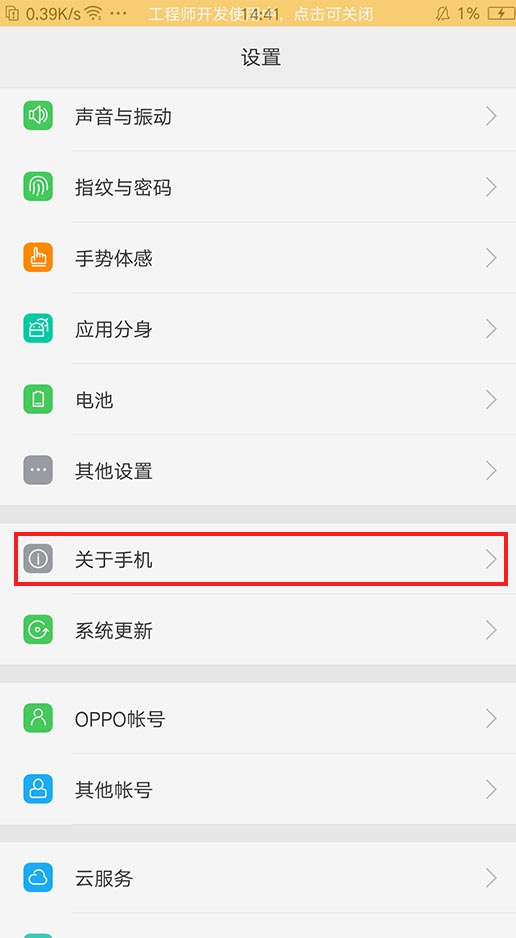 0.39K/s ... 工程师开发使用中，点击可关闭 14:41 1%
设置
声音与振动
指纹与密码
手势体感
应用分身
电池
其他设置
关于手机
系统更新
OPPO帐号
其他帐号
云服务